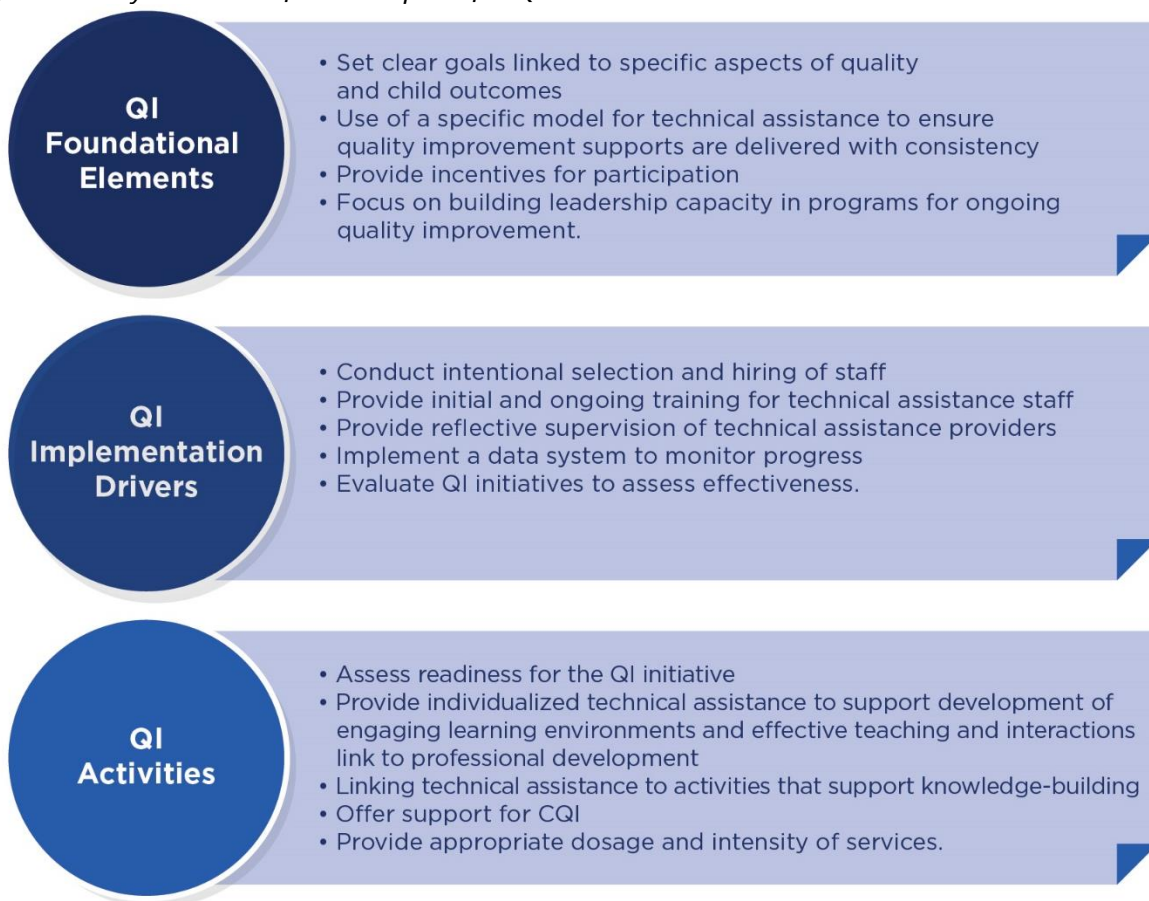 QI
Foundational
Elements
• Set clear goals linked to specific aspects of quality
and child outcomes
• Use of a specific model for technical assistance to ensure
quality improvement supports are delivered with consistency
• Provide incentives for participation
• Focus on building leadership capacity in programs for ongoing
quality improvement.
QI
Implementation
Drivers
• Conduct intentional selection and hiring of staff
• Provide initial and ongoing training for technical assistance staff
• Provide reflective supervision of technical assistance providers
• Implement a data system to monitor progress
• Evaluate QI initiatives to assess effectiveness.
QI
Activities
• Assess readiness for the QI initiative
• Provide individualized technical assistance to support development of
engaging learning environments and effective teaching and interactions
link to professional development
• Linking technical assistance to activities that support knowledge-building
• Offer support for CQI
• Provide appropriate dosage and intensity of services.